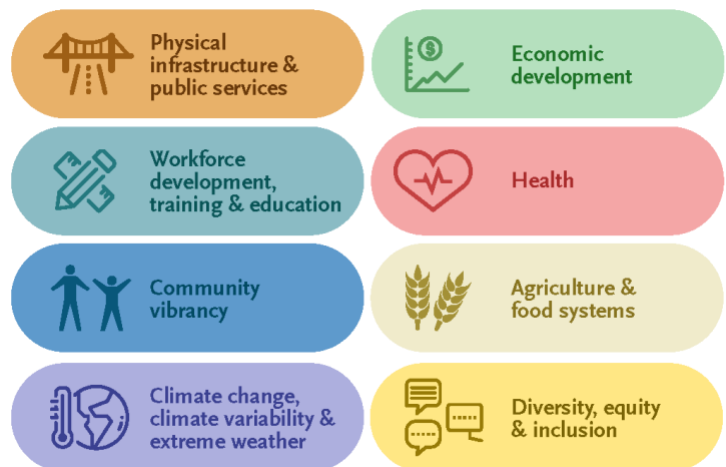 Physical
infrastructure &
public services
$
Economic
development
Workforce
development,
training & education
Health
Community
vibrancy
Agriculture &
food systems
Climate change,
climate variability &
extreme weather
Diversity, equity
& inclusion